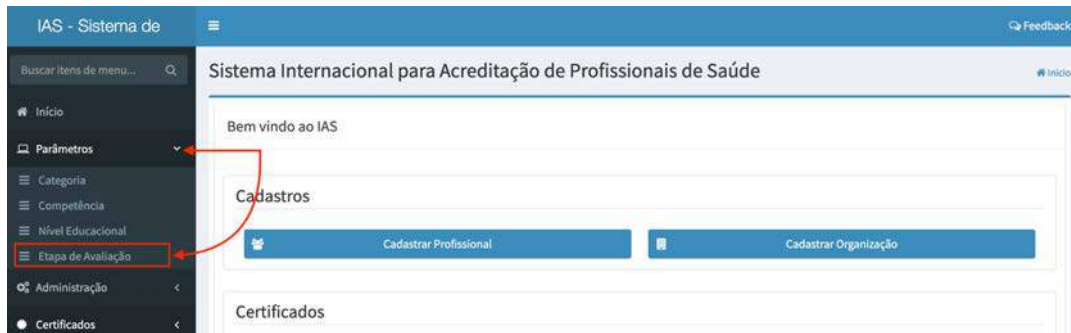 IAS - Sistema de
Feedback
Buscar itens de menu...
Sistema Internacional para Acreditação de Profissionais de Saúde
Início
Início
Bem vindo ao IAS
Parâmetros
Categoria
Cadastros
Competência
Nível Educacional
Cadastrar Profissional
Cadastrar Organização
Etapa de Avaliação
Administração
Certificados
Certificados